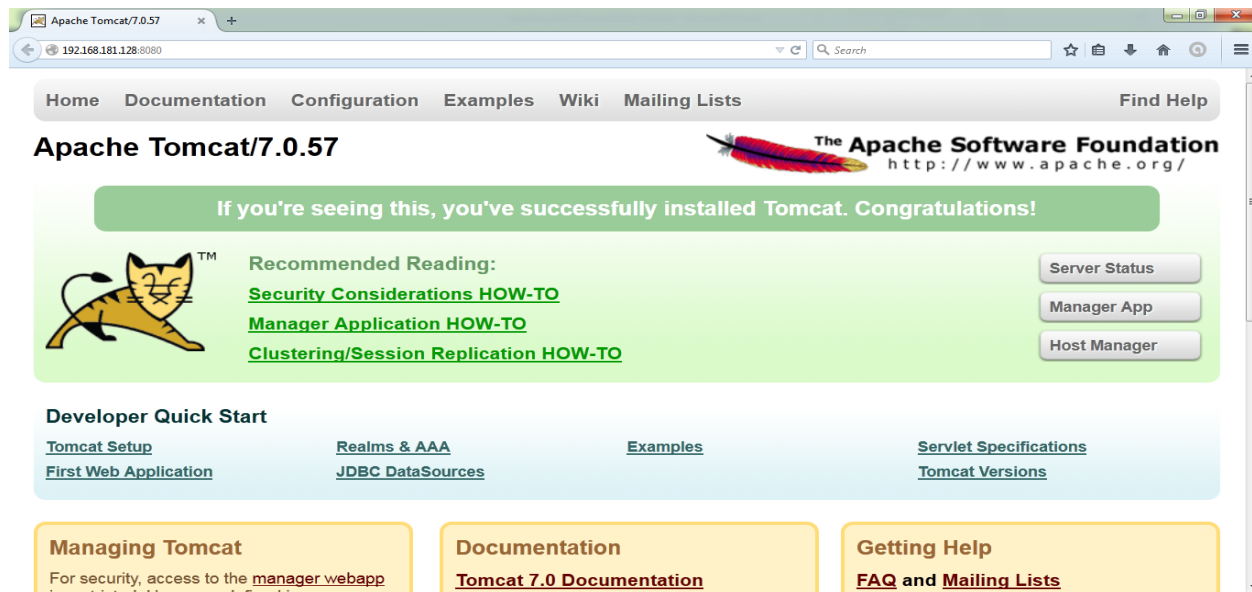 Apache Tomcat/7.0.57
192.168.181.128:8080
Search
Home Documentation Configuration Examples Wiki Mailing Lists Find Help
Apache Tomcat/7.0.57
The Apache Software Foundation
http://www.apache.org/
If you're seeing this, you've successfully installed Tomcat. Congratulations!
TM
Recommended Reading:
Security Considerations HOW-TO
Manager Application HOW-TO
Clustering/Session Replication HOW-TO
Server Status
Manager App
Host Manager
Developer Quick Start
Tomcat Setup
First Web Application
Realms & AAA
JDBC DataSources
Examples
Servlet Specifications
Tomcat Versions
Managing Tomcat
For security, access to the manager webapp
Documentation
Tomcat 7.0 Documentation
Getting Help
FAQ and Mailing Lists